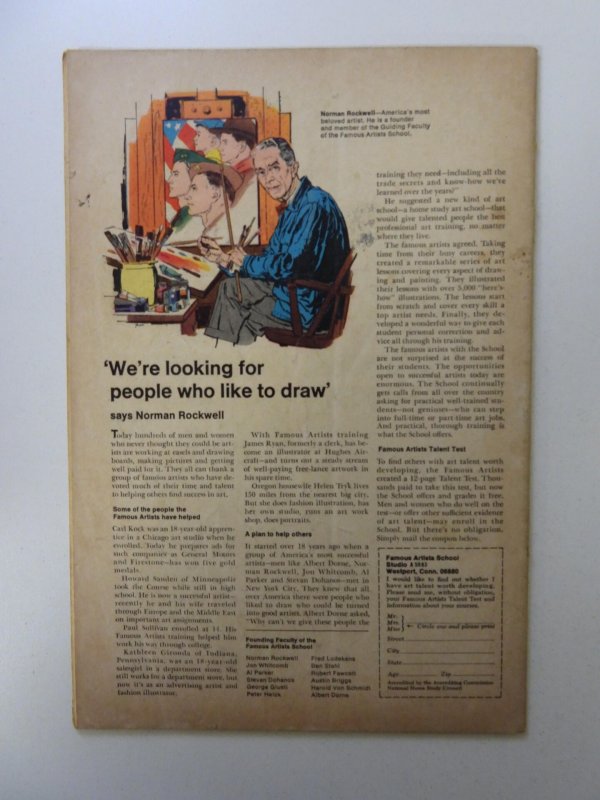 Norman Rockwell—America's most
beloved artist. He is a founder
and member of the Guiding Faculty
of the Famous Artists School.
'We're looking for
people who like to draw'
says Norman Rockwell
Today hundreds of men and women
who never thought they could be art-
ists are working at easels and drawing
boards, making pictures and getting
well paid for it. They all can thank a
group of famous artists who have de-
voted much of their time and talent
to helping others find success in art.
Some of the people the
Famous Artists have helped
Carl Kock was an 18-year-old appren-
tice in a Chicago art studio when he
enrolled. Today he prepares ads for
such companies as General Motors
and Firestone—has won five gold
medals.
Howard Sanden of Minneapolis
took the Course while still in high
school. He is now a successful artist—
recently he and his wife traveled
through Europe and the Middle East
on important art assignments.
Paul Sullivan enrolled at 14. His
Famous Artists training helped him
work his way through college.
Kathleen Gironda of Indiana,
Pennsylvania, was an 18-year-old
salesgirl in a department store. She
still works for a department store, but
now it's as an advertising artist and
fashion illustrator.
With Famous Artists training
James Ryan, formerly a clerk, has be-
come an illustrator at Hughes Air-
craft—and turns out a steady stream
of well-paying free-lance artwork in
his spare time.
Oregon housewife Helen Teyk lives
150 miles from the nearest big city.
But she does fashion illustration, has
her own studio, runs an art work
shop, does portraits.
A plan to help others
It started over 18 years ago when a
group of America's most successful
artists—men like Albert Dorne, Nor-
man Rockwell, Jon Whitcomb, Al
Parker and Stevan Dohanos—met in
New York City. They knew that all
over America there were people who
liked to draw who could be turned
into good artists. Albert Dorne asked,
"Why can't we give these people the
Founding Faculty of the
Famous Artists School
Norman Rockwell
Jon Whitcomb
Al Parker
Stevan Dohanos
George Giusti
Peter Helck
Fred Ludekens
Ben Stahl
Robert Fawcett
Austin Briggs
Harold von Schmidt
Albert Dorne
training they need—including all the
trade secrets and know-how we've
learned over the years?"
He suggested a new kind of art
school—a home study art school—that
would give talented people the best
professional art training, no matter
where they live.
The famous artists agreed. Taking
time from their busy careers, they
created a remarkable series of art
lessons covering every aspect of draw-
ing and painting. They illustrated
their lessons with over 5,000 "here's-
how" illustrations. The lessons start
from scratch and cover every skill a
top artist needs. Finally, they de-
veloped a wonderful way to give each
student personal correction and ad-
vice all through his training.
The famous artists with the School
are not surprised at the success of
their students. The opportunities
open to successful artists today are
enormous. The School continually
gets calls from all over the country
asking for practical well-trained stu-
dents—not geniuses—who can step
into full-time or part-time art jobs.
And practical, thorough training is
what the School offers.
Famous Artists Talent Test
To find others with art talent worth
developing, the Famous Artists
created a 12-page Talent Test. Thou-
sands paid to take this test, but now
the School offers and grades it free.
Men and women who do well on the
test—or offer other sufficient evidence
of art talent—may enroll in the
School. But there's no obligation.
Simply mail the coupon below.
Famous Artists School
Studio
Westport, Conn. 06880
I would like to find out whether I
have art talent worth developing.
Please send me, without obligation,
your Famous Artists Talent Test and
information about your courses.
Mr.
Mrs.
Miss
Circle one and please print
Street
City
State
Age Zip
Accredited by the Accrediting Commission
National Home Study Council